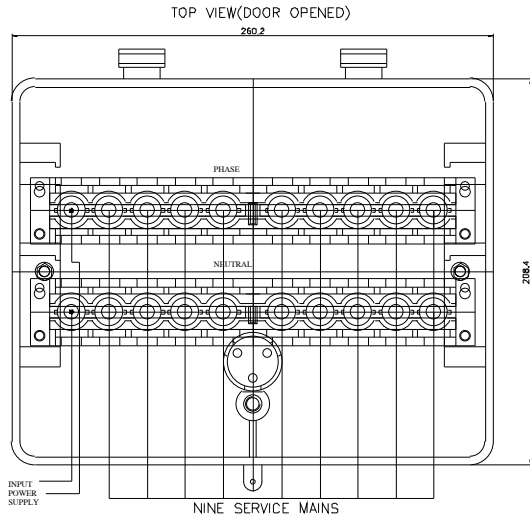 TOP VIEW(DOOR OPENED)
260.2
PHASE
NEUTRAL
208.4
INPUT
POWER
SUPPLY
NINE SERVICE MAINS